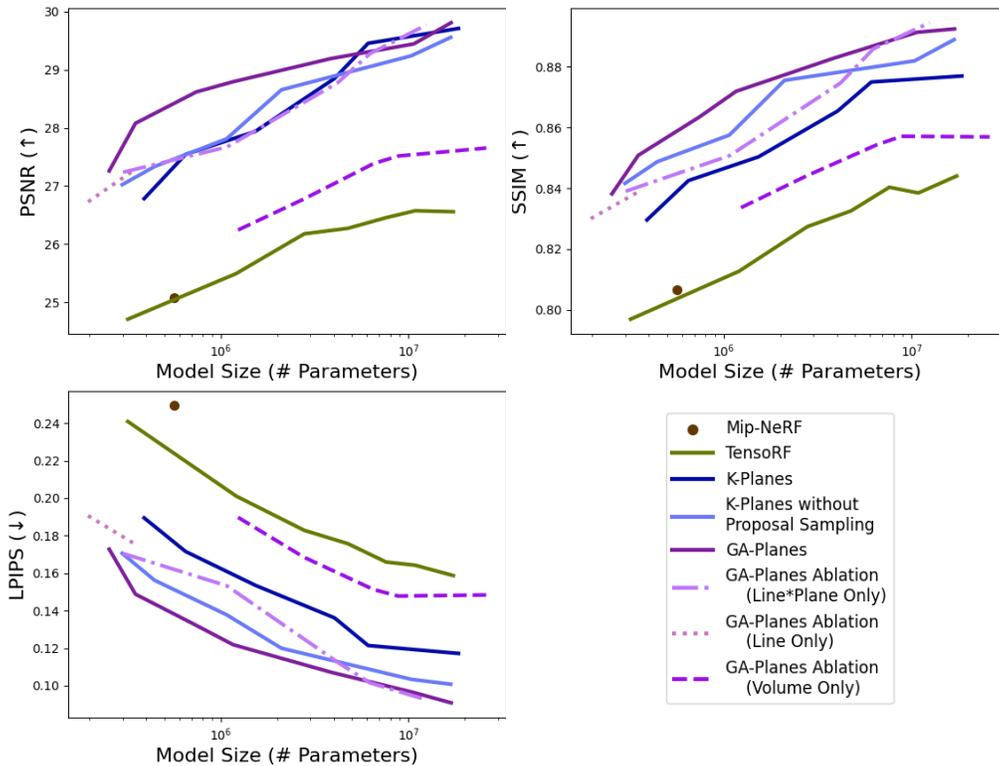 30
29
28
27
26
25
PSNR (↑)
10^6
10^7
Model Size (# Parameters)
0.88
0.86
0.84
0.82
0.80
SSIM (↑)
10^6
10^7
Model Size (# Parameters)
0.24
0.22
0.20
0.18
0.16
0.14
0.12
0.10
LPIPS (↓)
10^6
10^7
Model Size (# Parameters)
Mip-NeRF
TensoRF
K-Planes
K-Planes without
Proposal Sampling
GA-Planes
GA-Planes Ablation
(Line*Plane Only)
GA-Planes Ablation
(Line Only)
GA-Planes Ablation
(Volume Only)